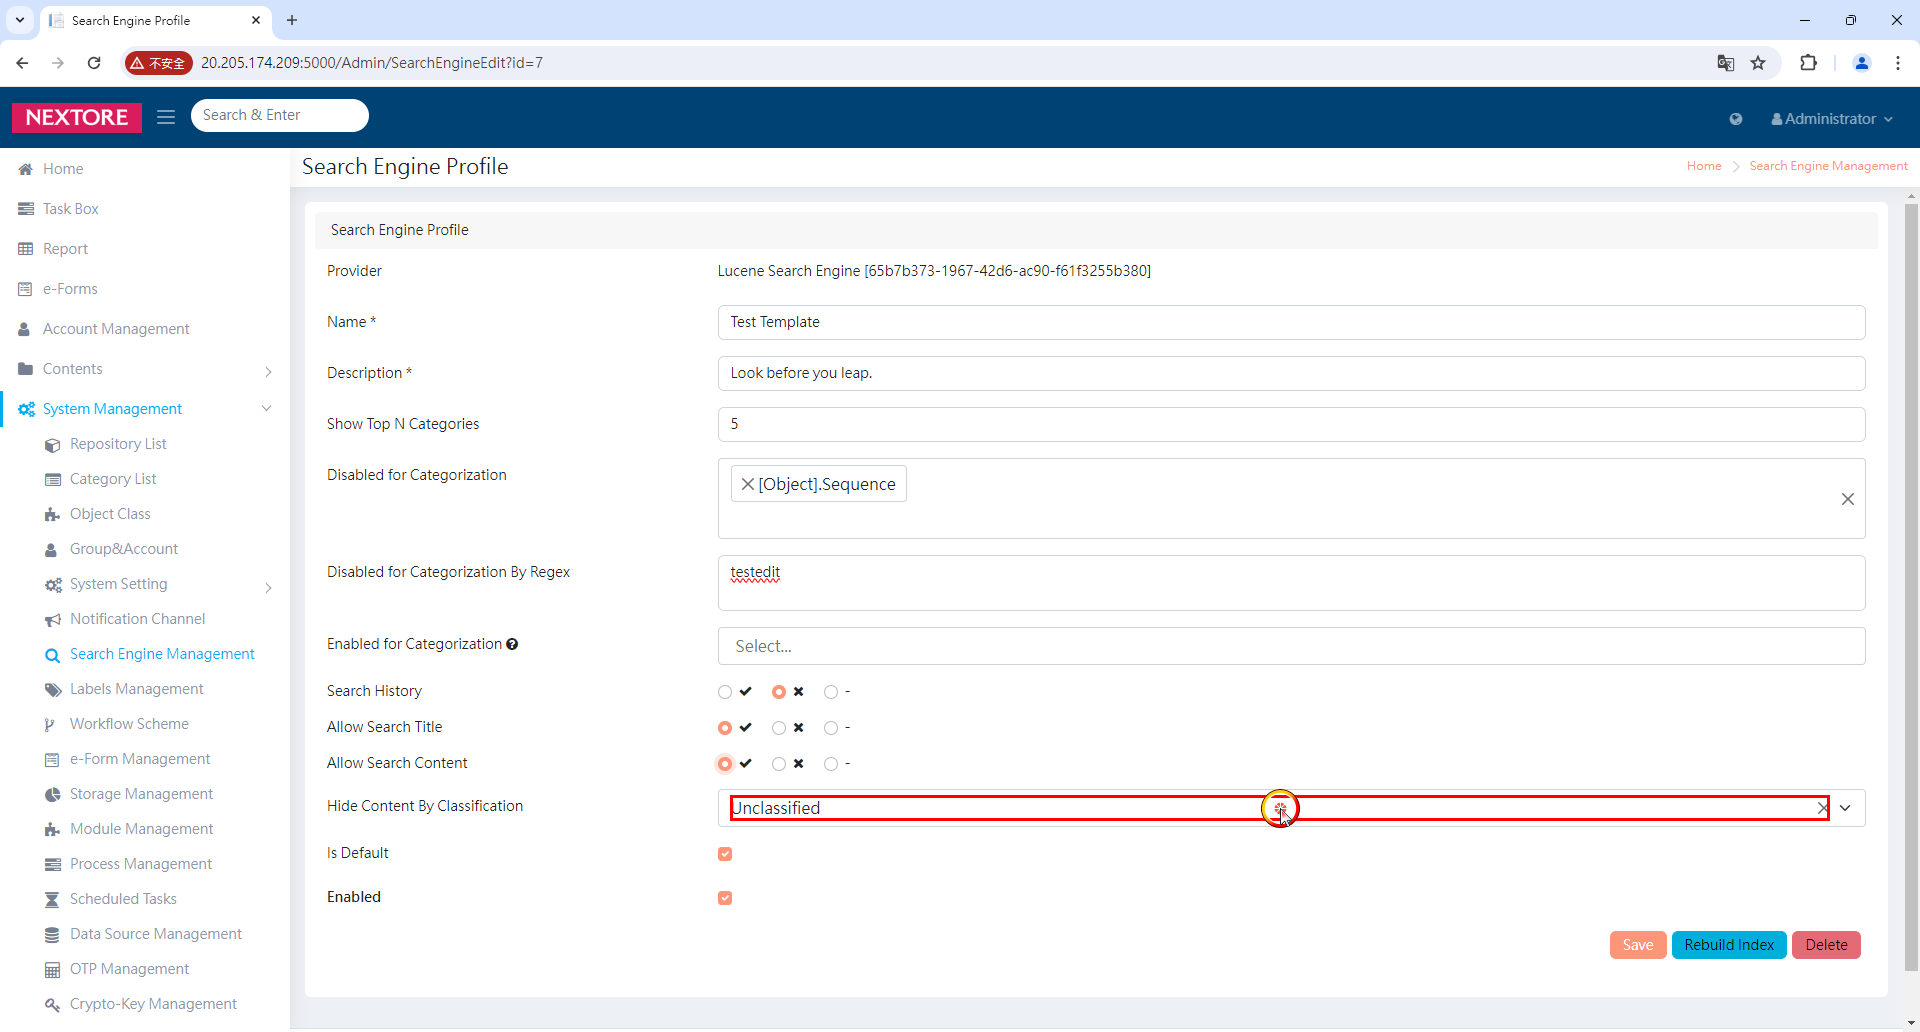 Search Engine Profile
不安全 20.205.174.209:5000/Admin/SearchEngineEdit?id=7
NEXTORE
Search & Enter
Administrator
Home
Task Box
Report
e-Forms
Account Management
Contents
System Management
Repository List
Category List
Object Class
Group&Account
System Setting
Notification Channel
Search Engine Management
Labels Management
Workflow Scheme
e-Form Management
Storage Management
Module Management
Process Management
Scheduled Tasks
Data Source Management
OTP Management
Crypto-Key Management
Search Engine Profile
Home > Search Engine Management
Search Engine Profile
Provider Lucene Search Engine [65b7b373-1967-42d6-ac90-f61f3255b380]
Name * Test Template
Description * Look before you leap.
Show Top N Categories 5
Disabled for Categorization [Object].Sequence
Disabled for Categorization By Regex testedit
Enabled for Categorization Select...
Search History -
Allow Search Title -
Allow Search Content -
Hide Content By Classification Unclassified
Is Default
Enabled
Save Rebuild Index Delete